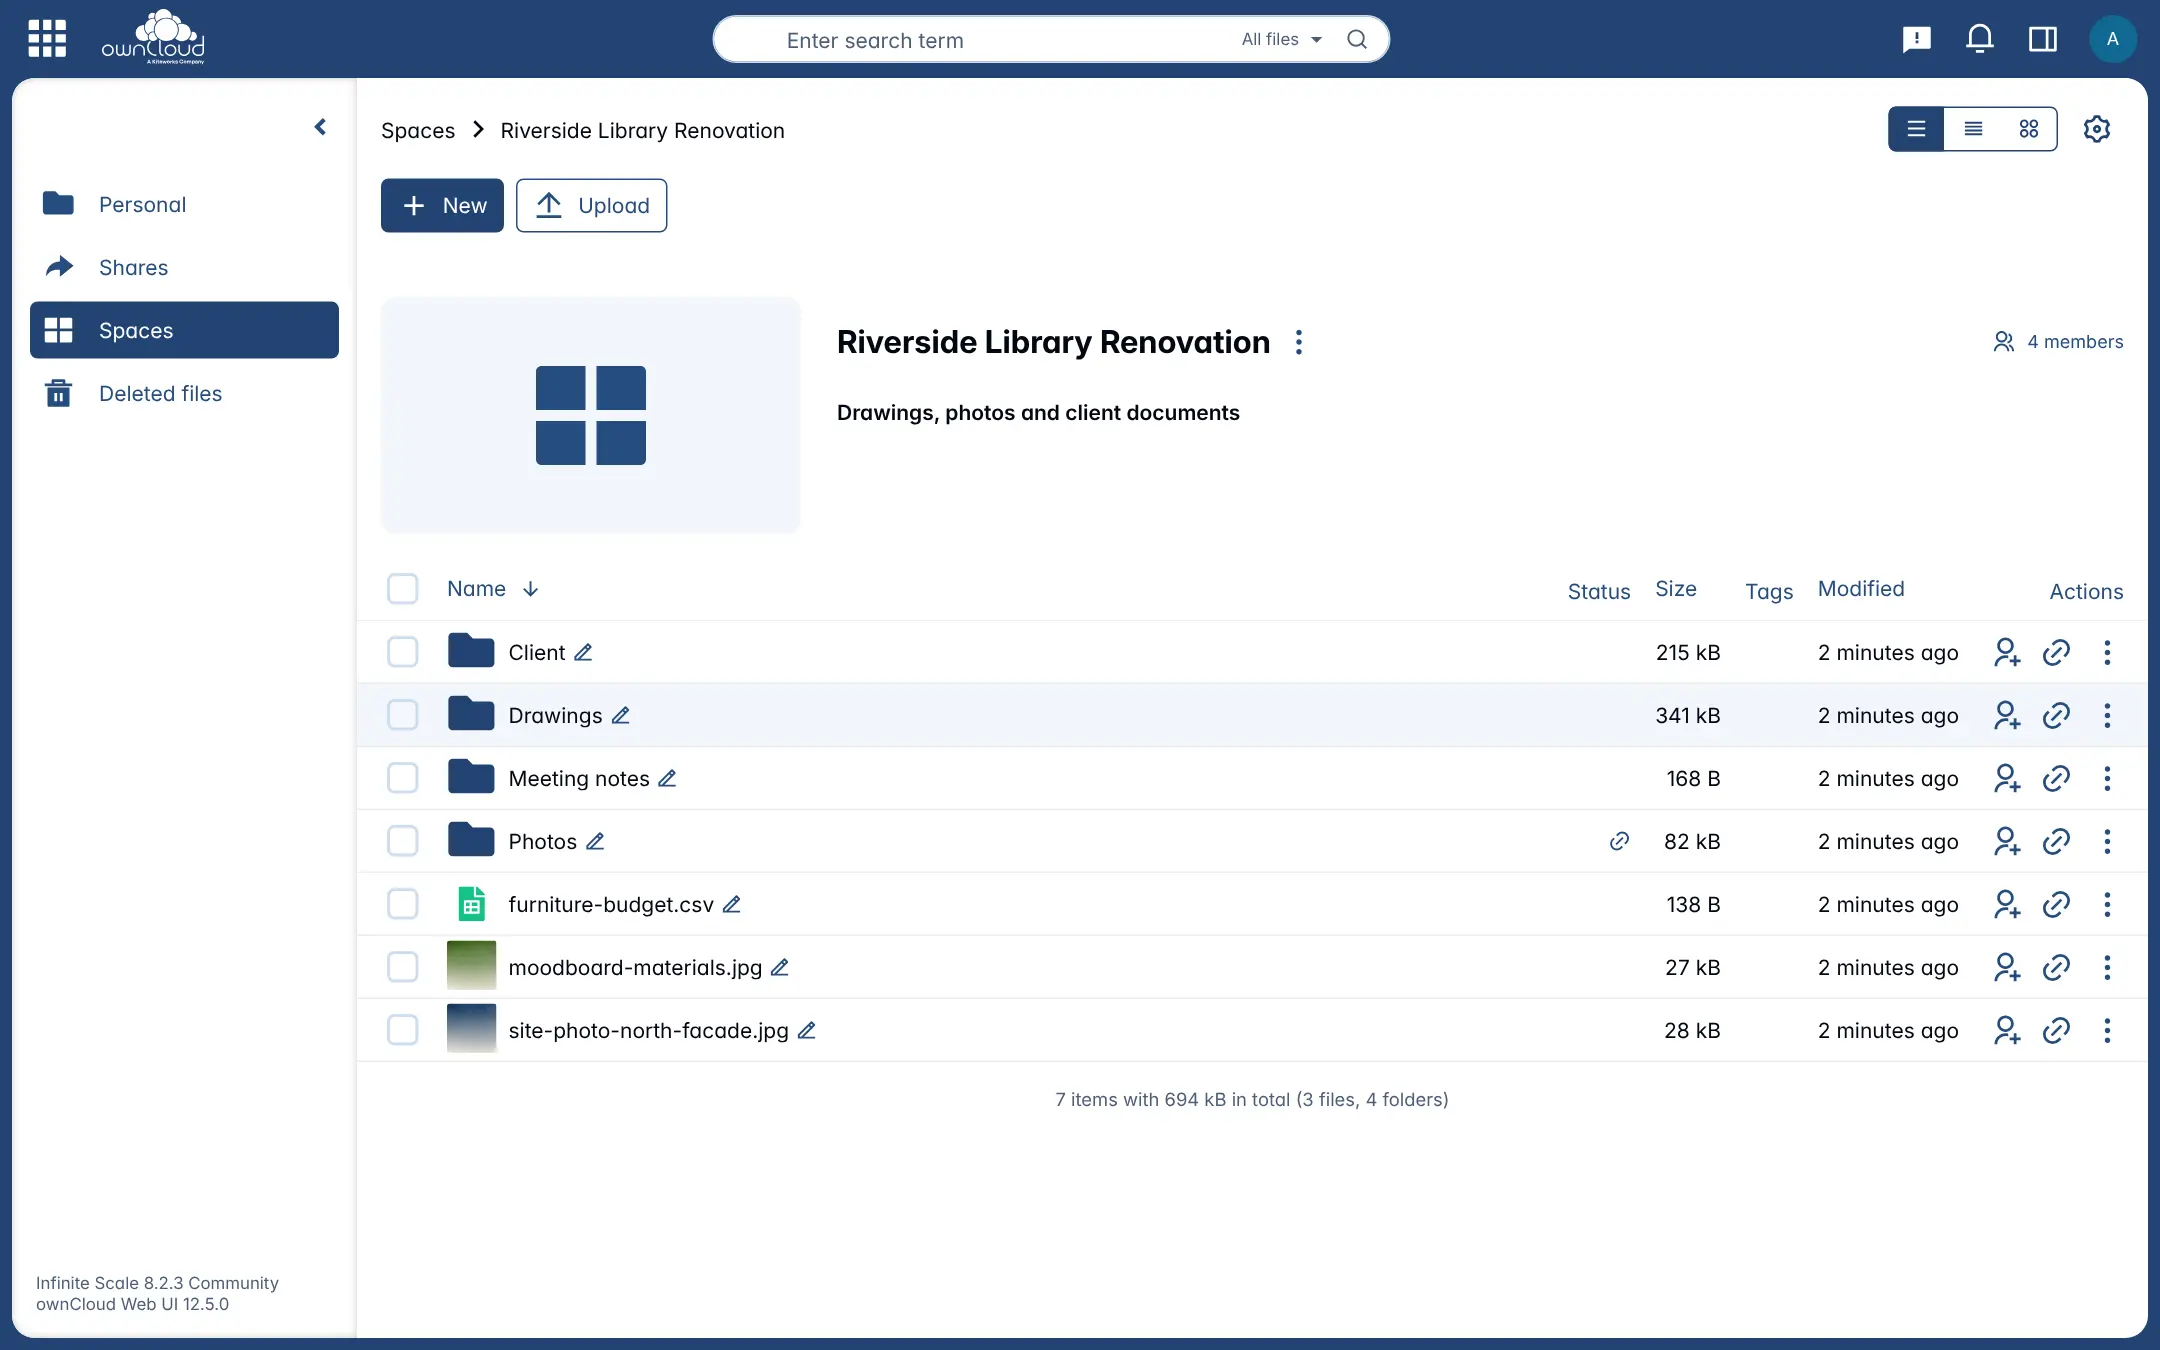 ownCloud
A Kiteworks Company
Enter search term
All files
A
Spaces
Riverside Library Renovation
Personal
Shares
Spaces
Deleted files
New
Upload
Riverside Library Renovation
4 members
Drawings, photos and client documents
Name Status Size Tags Modified Actions
Client 215 kB 2 minutes ago
Drawings 341 kB 2 minutes ago
Meeting notes 168 B 2 minutes ago
Photos 82 kB 2 minutes ago
furniture-budget.csv 138 B 2 minutes ago
moodboard-materials.jpg 27 kB 2 minutes ago
site-photo-north-facade.jpg 28 kB 2 minutes ago
7 items with 694 kB in total (3 files, 4 folders)
Infinite Scale 8.2.3 Community
ownCloud Web UI 12.5.0